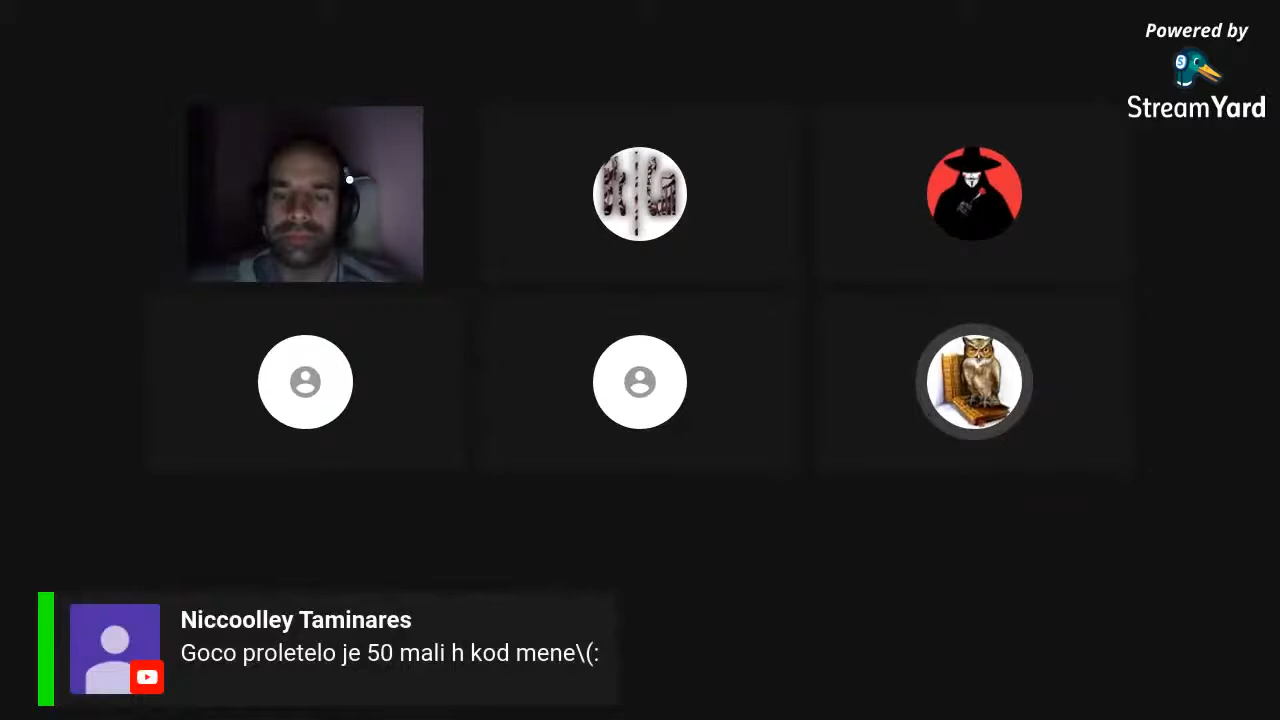 Powered by
StreamYard
Niccoolley Taminares
Goco proletelo je 50 mali h kod mene\(: